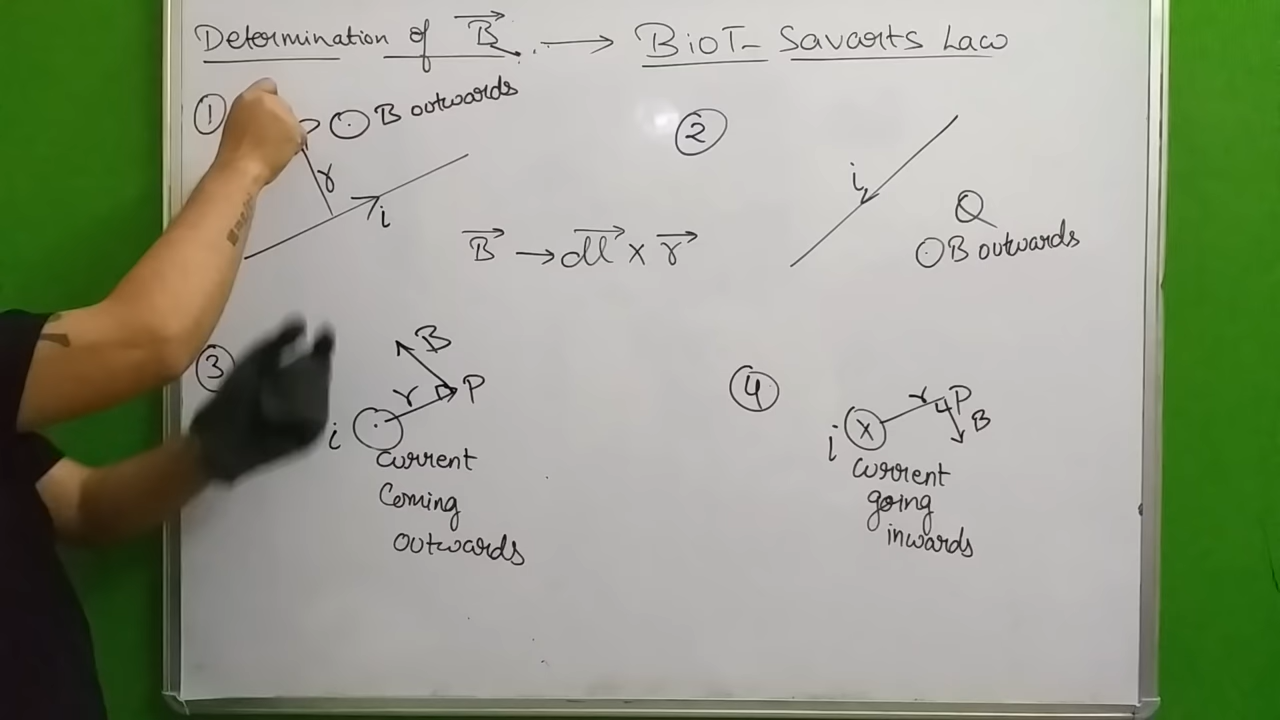 Determination of B → Biot- Savarts Law
① P ⊙ B outwards
r
i
②
i
Q
⊙ B outwards
B → dl x r
③
B
r
P
i
Current
Coming
outwards
④
r P
B
i x
Current
going
inwards